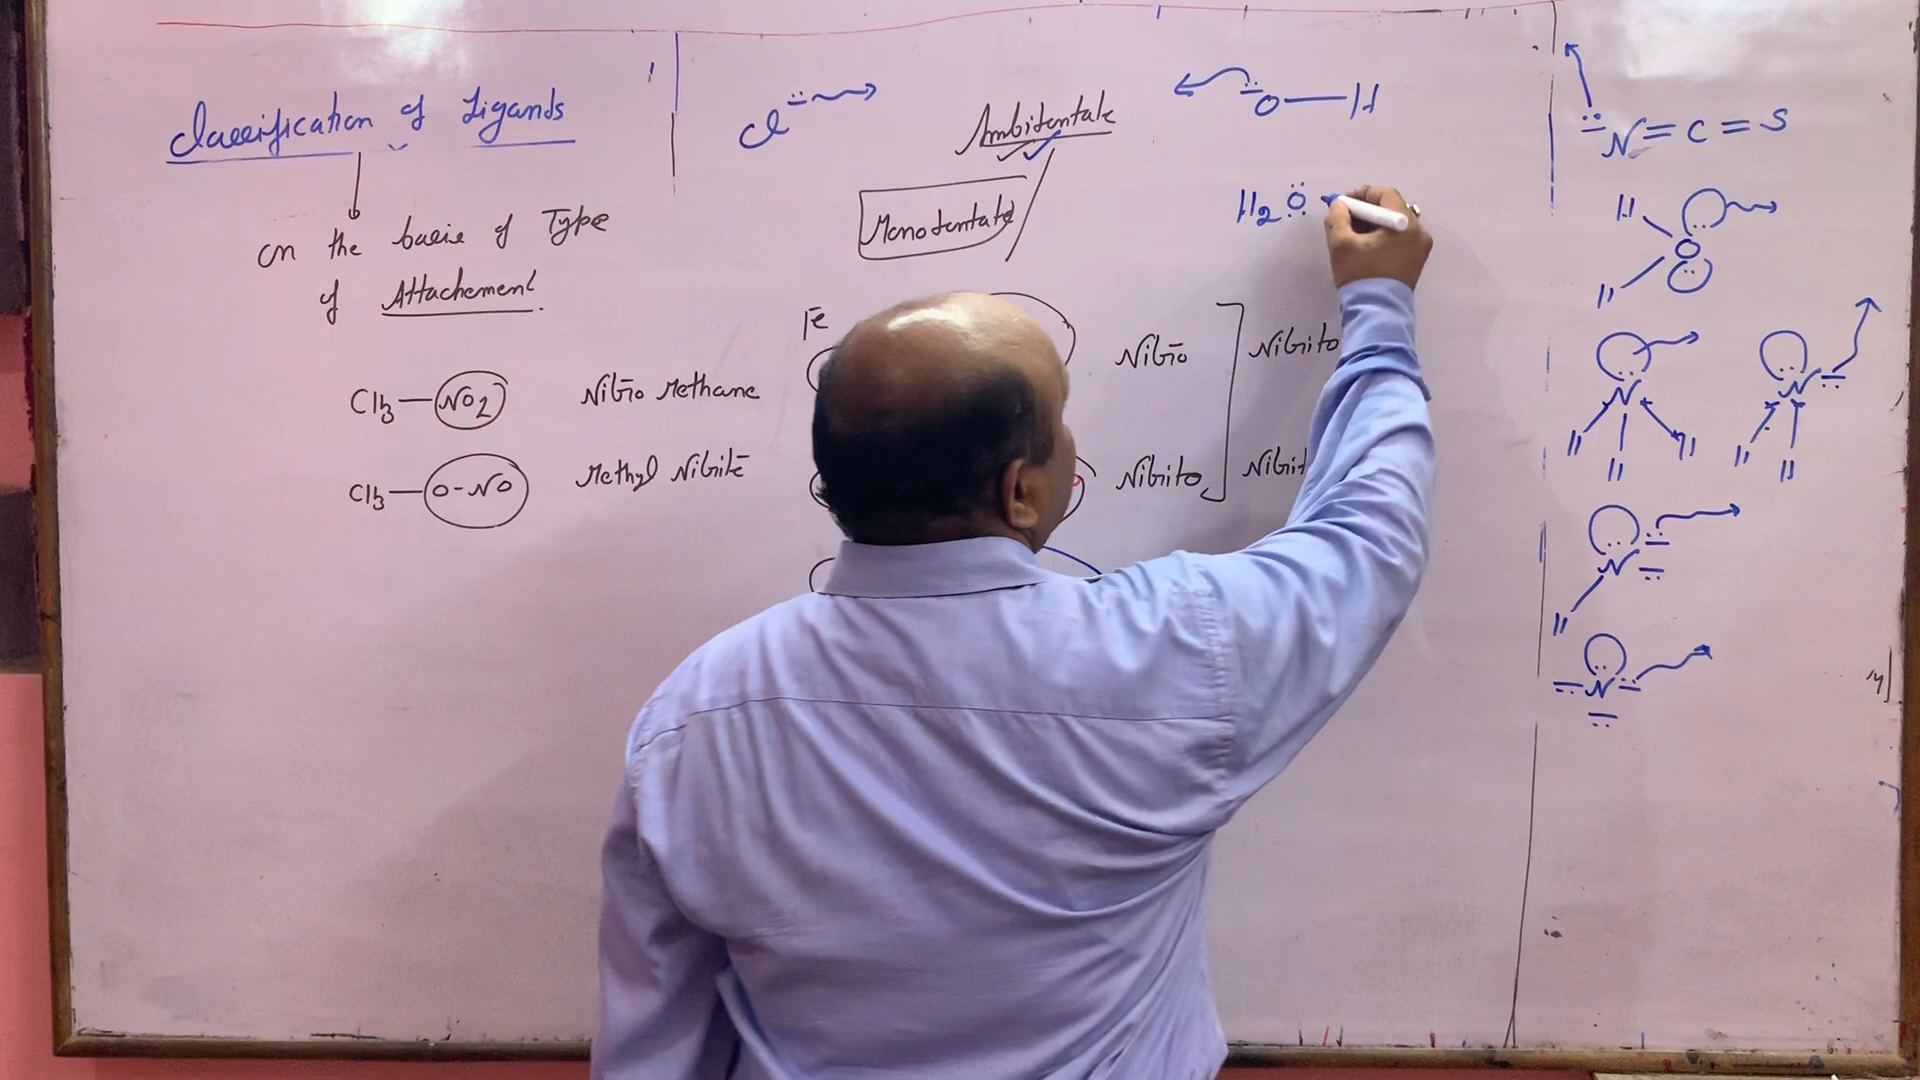 Classification of Ligands
on the basis of Type
of Attachement.
CH3—NO2 Nitro Methane
CH3—O-NO Methyl Nitrite
Cl
Ambidentate
Monodentate
O—H
H2O
Fe
Nitro Nitrito
Nitrito
N=C=S
H
O
H
N
H H H
N
H H
N
H
N